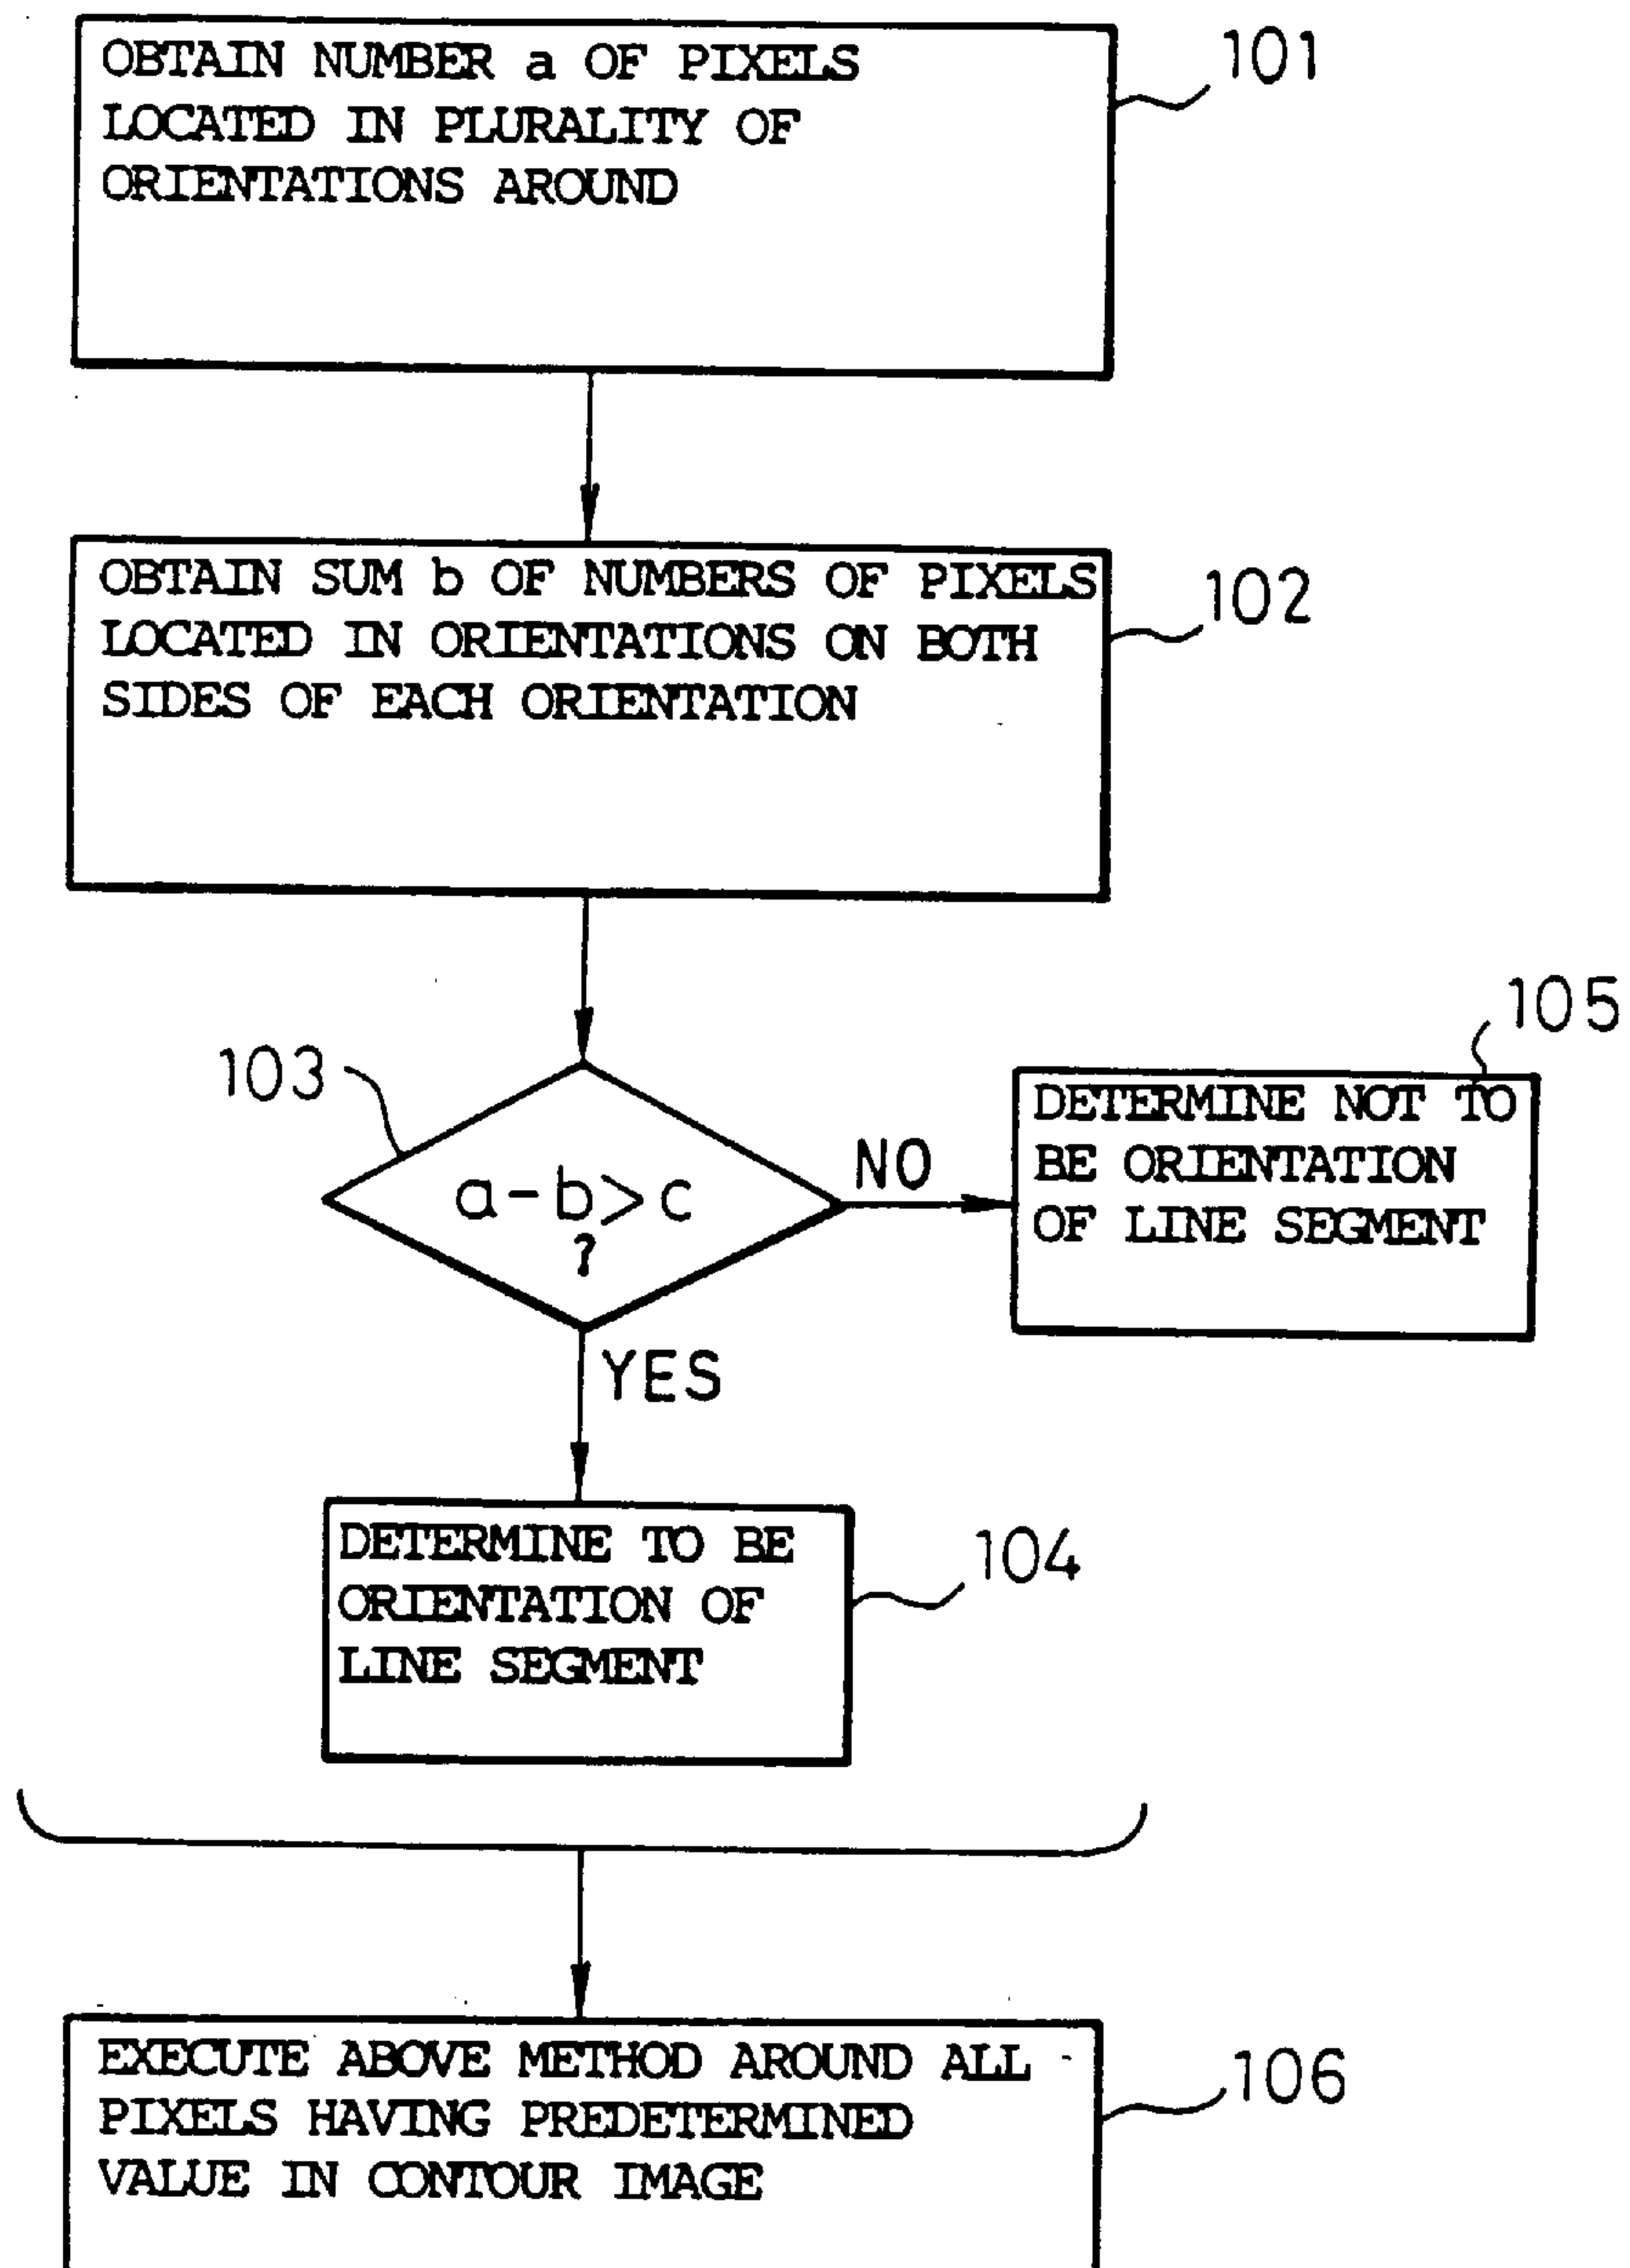 OBTAIN NUMBER a OF PIXELS
LOCATED IN PLURALITY OF
ORIENTATIONS AROUND
101
OBTAIN SUM b OF NUMBERS OF PIXELS
LOCATED IN ORIENTATIONS ON BOTH
SIDES OF EACH ORIENTATION
102
103
a-b>c
?
NO
105
DETERMINE NOT TO
BE ORIENTATION
OF LINE SEGMENT
YES
DETERMINE TO BE
ORIENTATION OF
LINE SEGMENT
104
EXECUTE ABOVE METHOD AROUND ALL
PIXELS HAVING PREDETERMINED
VALUE IN CONTOUR IMAGE
106